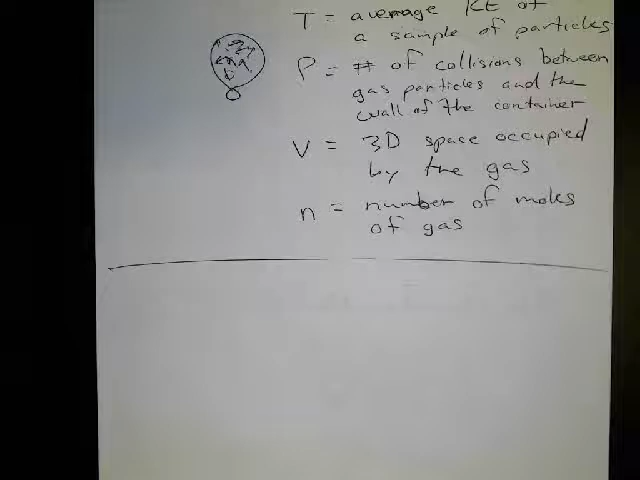 T = average KE of
a sample of particles
P = # of collisions between
gas particles and the
wall of the container
V = 3D space occupied
by the gas
n = number of moles
of gas